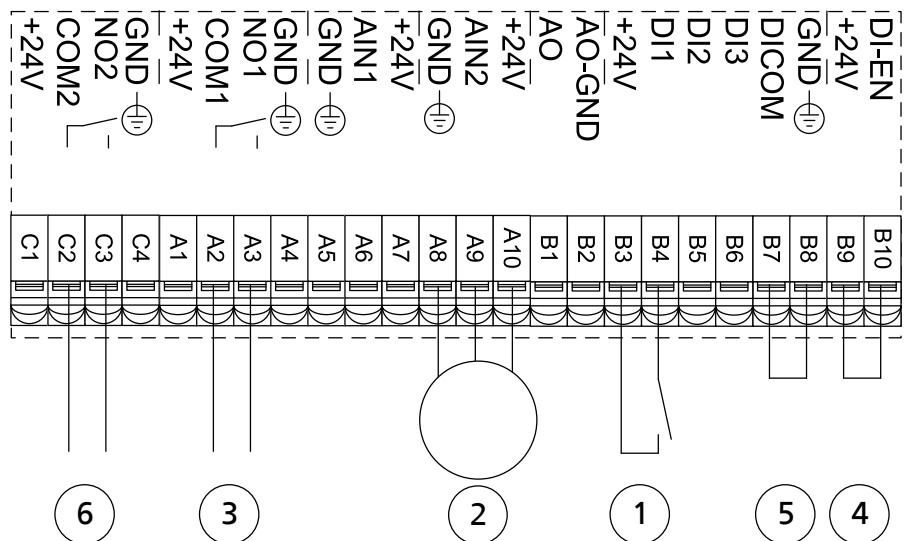 +24V
COM2
NO2
GND
+24V
COM1
NO1
GND
GND
AIN1
+24V
GND
AIN2
+24V
AO
AO-GND
+24V
DI1
DI2
DI3
DICOM
GND
+24V
DI-EN
C1
C2
C3
C4
A1
A2
A3
A4
A5
A6
A7
A8
A9
A10
B1
B2
B3
B4
B5
B6
B7
B8
B9
B10
6
3
2
1
5
4